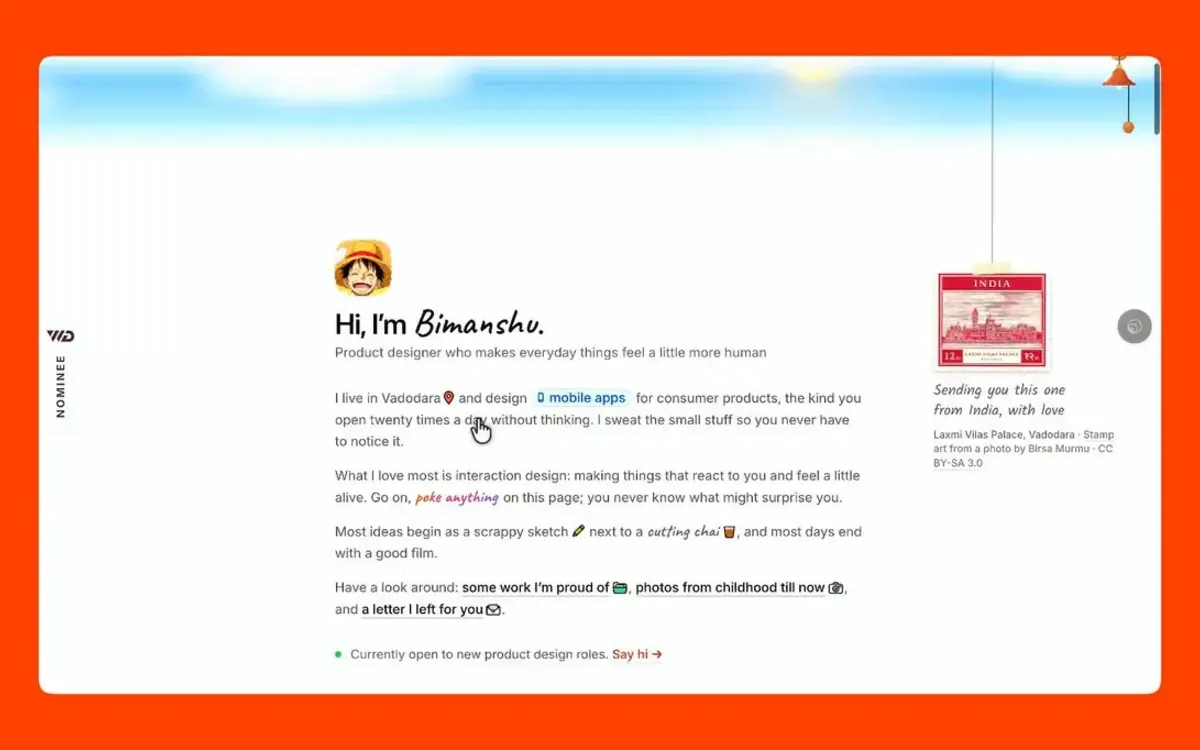 Hi, I'm Bimanshu.
Product designer who makes everyday things feel a little more human
I live in Vadodara and design mobile apps for consumer products, the kind you
open twenty times a day without thinking. I sweat the small stuff so you never have
to notice it.
What I love most is interaction design: making things that react to you and feel a little
alive. Go on, poke anything on this page; you never know what might surprise you.
Most ideas begin as a scrappy sketch next to a cutting chai, and most days end
with a good film.
Have a look around: some work I'm proud of, photos from childhood till now,
and a letter I left for you.
Currently open to new product design roles. Say hi →
INDIA
LAXMI VILAS PALACE
Sending you this one
from India, with love
Laxmi Vilas Palace, Vadodara · Stamp
art from a photo by Birsa Murmu · CC
BY-SA 3.0
W.
NOMINEE